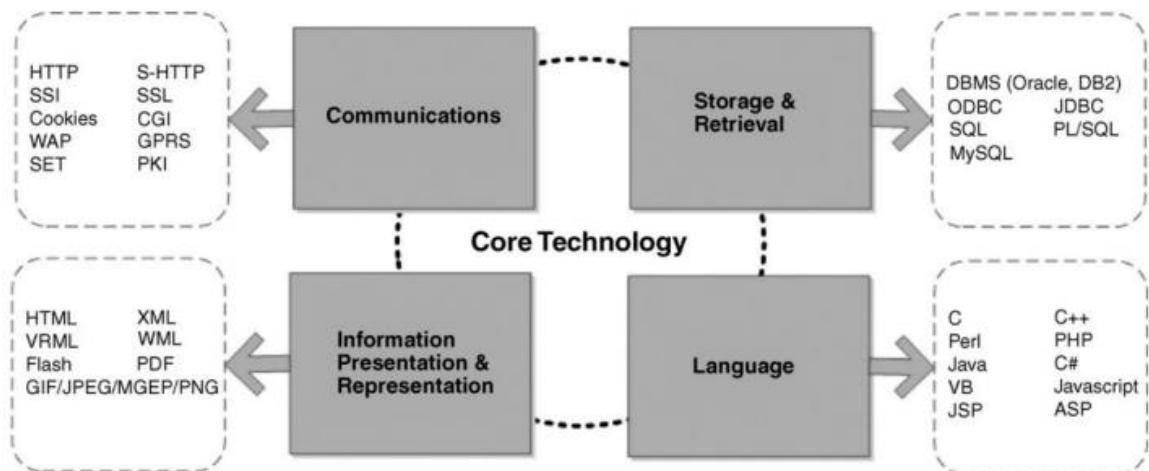 HTTP S-HTTP
SSI SSL
Cookies CGI
WAP GPRS
SET PKI
Communications
Storage &
Retrieval
DBMS (Oracle, DB2)
ODBC JDBC
SQL PL/SQL
MySQL
Core Technology
HTML XML
VRML WML
Flash PDF
GIF/JPEG/MGEP/PNG
Information
Presentation &
Representation
Language
C C++
Perl PHP
Java C#
VB Javascript
JSP ASP